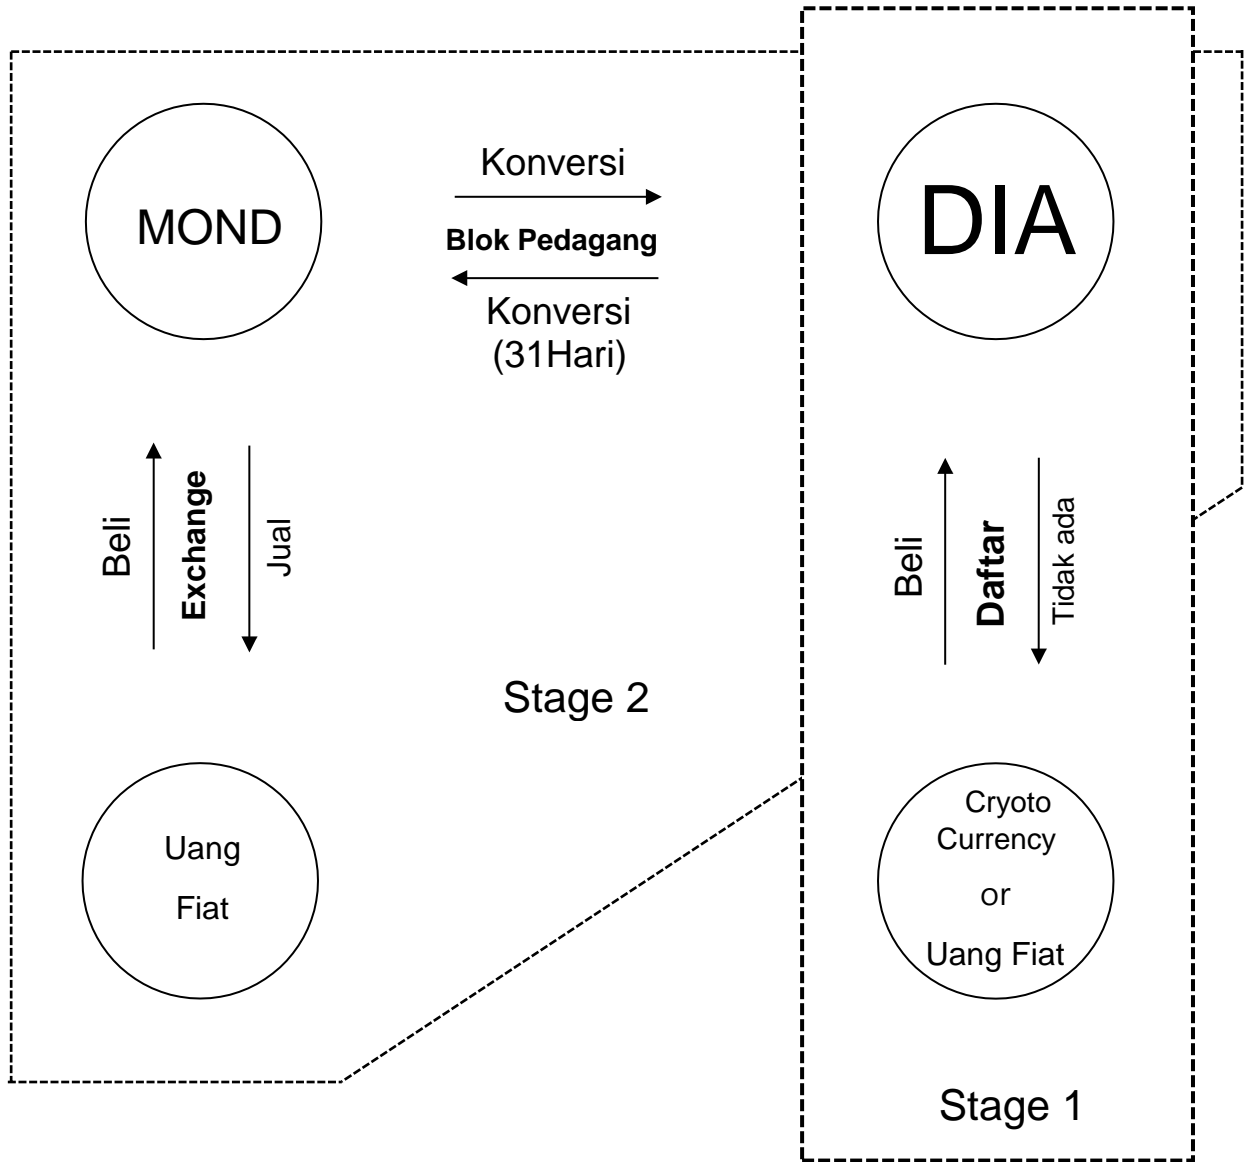 MOND
Konversi
Blok Pedagang
Konversi
(31Hari)
DIA
Beli
Exchange
Jual
Beli
Daftar
Tidak ada
Stage 2
Uang
Fiat
Cryoto
Currency
or
Uang Fiat
Stage 1